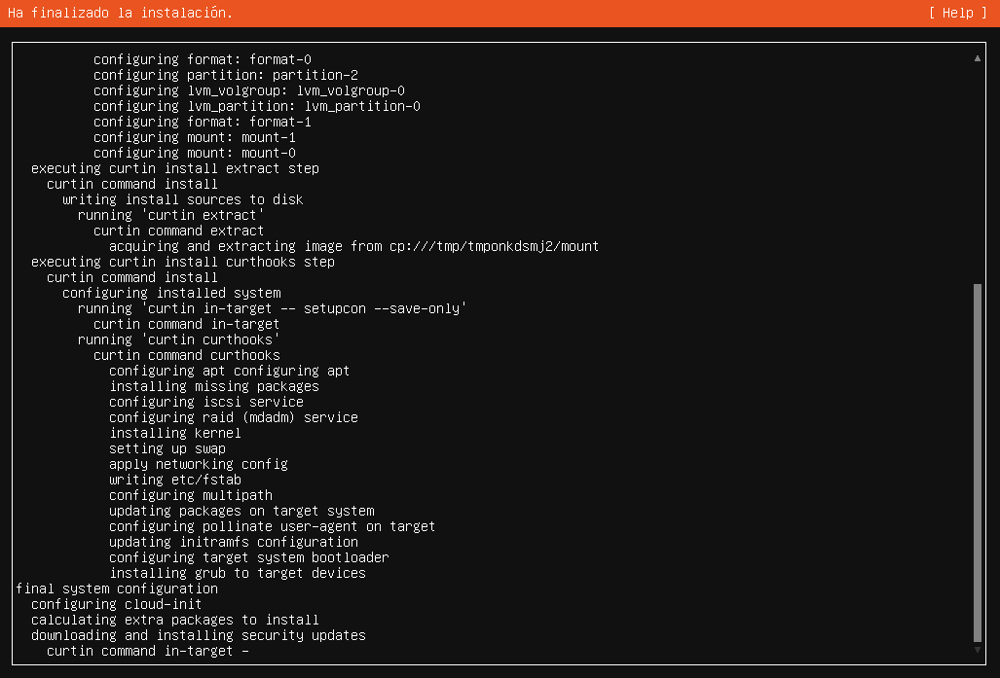 Ha finalizado la instalación.
[ Help ]
configuring format: format-0
configuring partition: partition-2
configuring lvm_volgroup: lvm_volgroup-0
configuring lvm_partition: lvm_partition-0
configuring format: format-1
configuring mount: mount-1
configuring mount: mount-0
executing curtin install extract step
curtin command install
writing install sources to disk
running 'curtin extract'
curtin command extract
acquiring and extracting image from cp:///tmp/tmponkdsmj2/mount
executing curtin install curthooks step
curtin command install
configuring installed system
running 'curtin in-target -- setupcon --save-only'
curtin command in-target
running 'curtin curthooks'
curtin command curthooks
configuring apt configuring apt
installing missing packages
configuring iscsi service
configuring raid (mdadm) service
installing kernel
setting up swap
apply networking config
writing etc/fstab
configuring multipath
updating packages on target system
configuring pollinate user-agent on target
updating initramfs configuration
configuring target system bootloader
installing grub to target devices
final system configuration
configuring cloud-init
calculating extra packages to install
downloading and installing security updates
curtin command in-target -